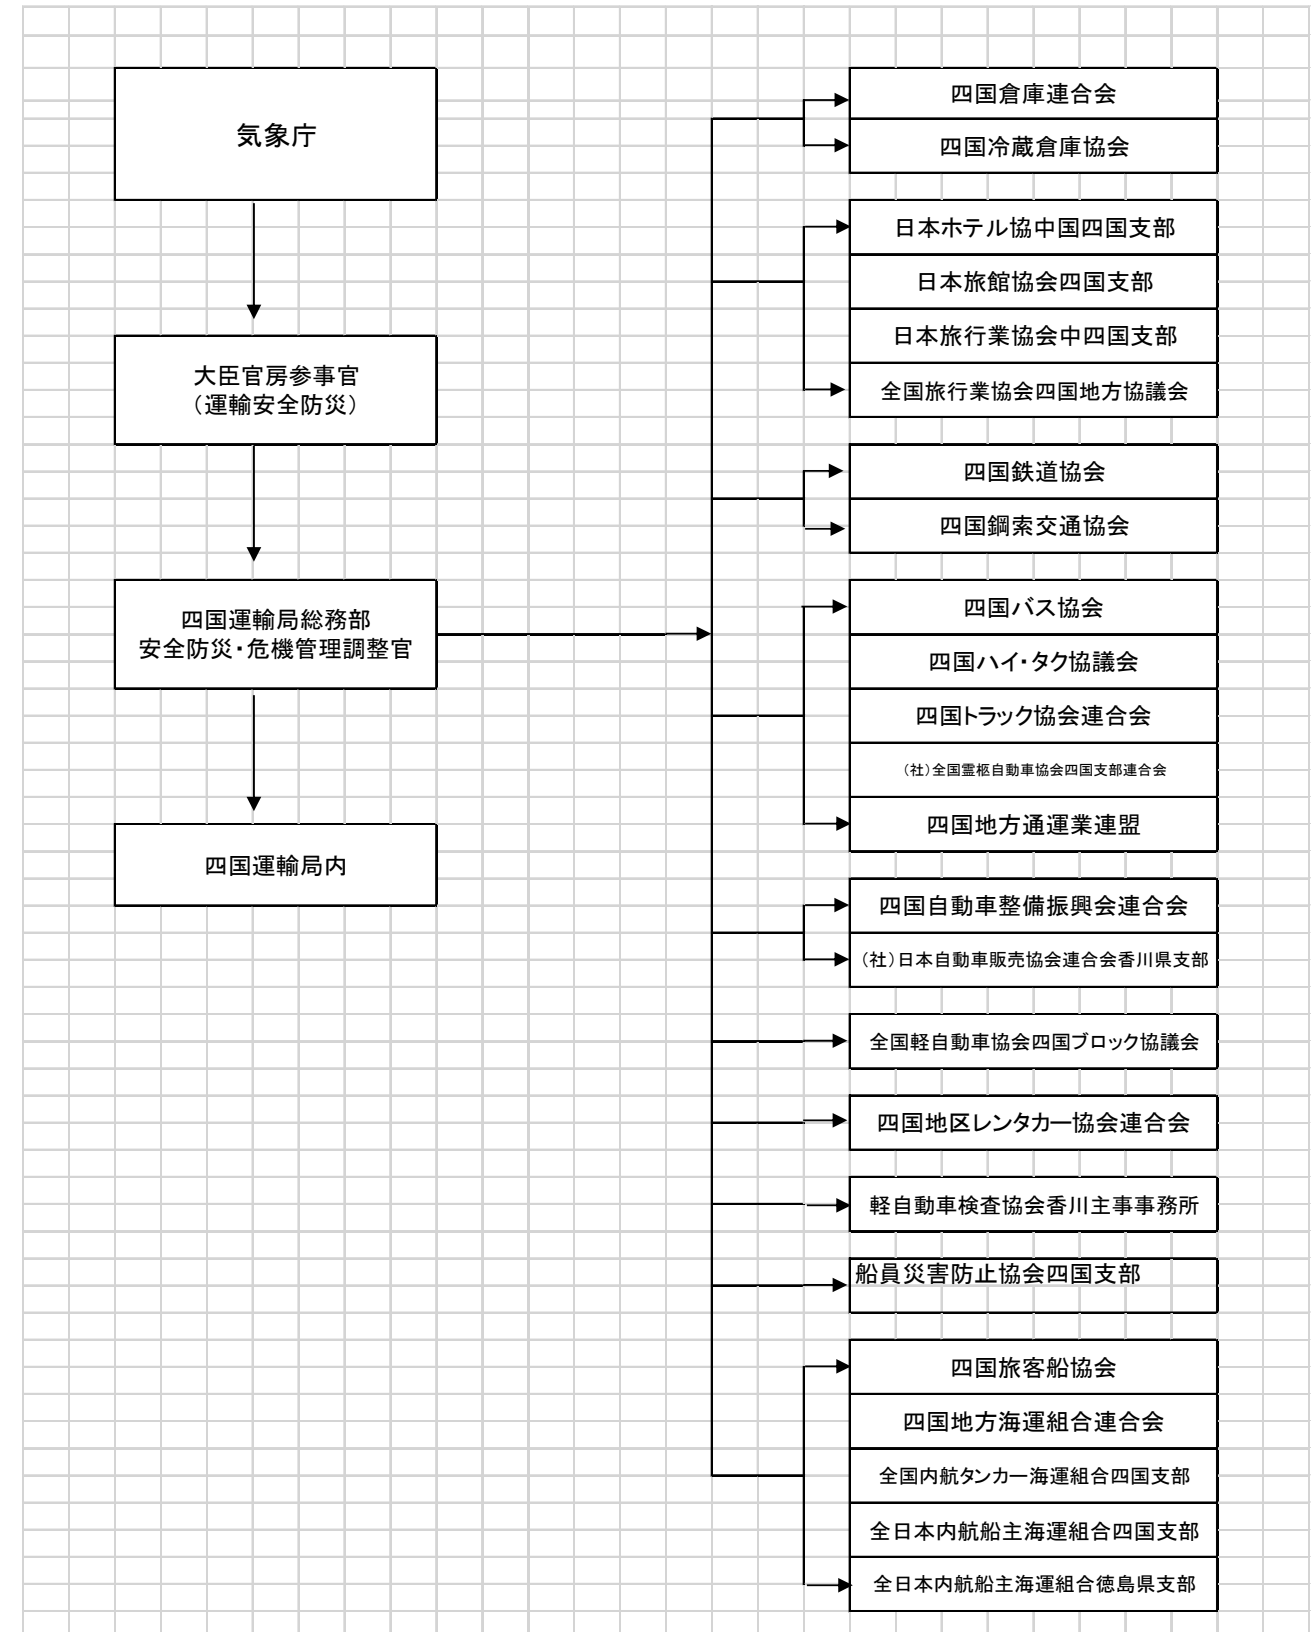 気象庁
大臣官房参事官
（運輸安全防災）
四国運輸局総務部
安全防災・危機管理調整官
四国運輸局内
四国倉庫連合会
四国冷蔵倉庫協会
日本ホテル協中国四国支部
日本旅館協会四国支部
日本旅行業協会中四国支部
全国旅行業協会四国地方協議会
四国鉄道協会
四国鋼索交通協会
四国バス協会
四国ハイ・タク協議会
四国トラック協会連合会
（社）全国霊柩自動車協会四国支部連合会
四国地方通運業連盟
四国自動車整備振興会連合会
（社）日本自動車販売協会連合会香川県支部
全国軽自動車協会四国ブロック協議会
四国地区レンタカー協会連合会
軽自動車検査協会香川主事事務所
船員災害防止協会四国支部
四国旅客船協会
四国地方海運組合連合会
全国内航タンカー海運組合四国支部
全日本内航船主海運組合四国支部
全日本内航船主海運組合徳島県支部